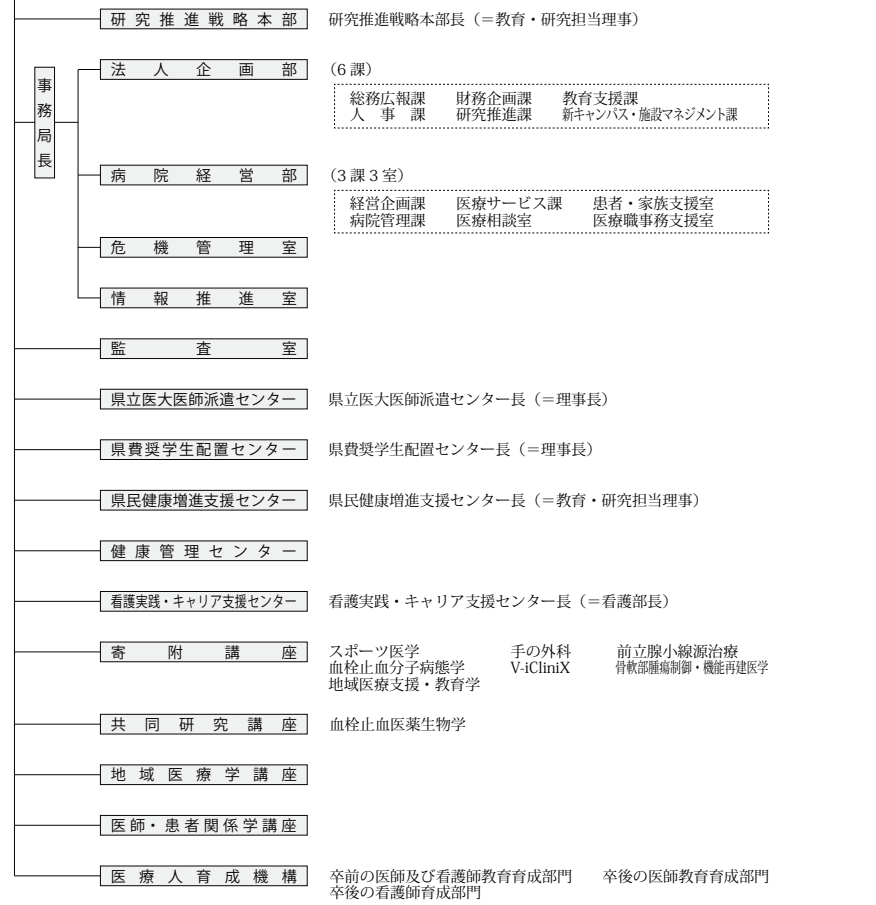 研究推進戦略本部 研究推進戦略本部長（＝教育・研究担当理事）
事務局長
法人企画部 （6 課）
総務広報課 財務企画課 教育支援課
人事課 研究推進課 新キャンパス・施設マネジメント課
病院経営部 （3 課 3 室）
経営企画課 医療サービス課 患者・家族支援室
病院管理課 医療相談室 医療職事務支援室
危機管理室
情報推進室
監査室
県立医大医師派遣センター 県立医大医師派遣センター長（＝理事長）
県費奨学生配置センター 県費奨学生配置センター長（＝理事長）
県民健康増進支援センター 県民健康増進支援センター長（＝教育・研究担当理事）
健康管理センター
看護実践・キャリア支援センター 看護実践・キャリア支援センター長（＝看護部長）
寄附講座 スポーツ医学 手の外科 前立腺小線源治療
血栓止血分子病態学 V-iCliniX 骨軟部腫瘍制御・機能再建医学
地域医療支援・教育学
共同研究講座 血栓止血医薬生物学
地域医療学講座
医師・患者関係学講座
医療人育成機構 卒前の医師及び看護師教育育成部門 卒後の医師教育育成部門
卒後の看護師育成部門